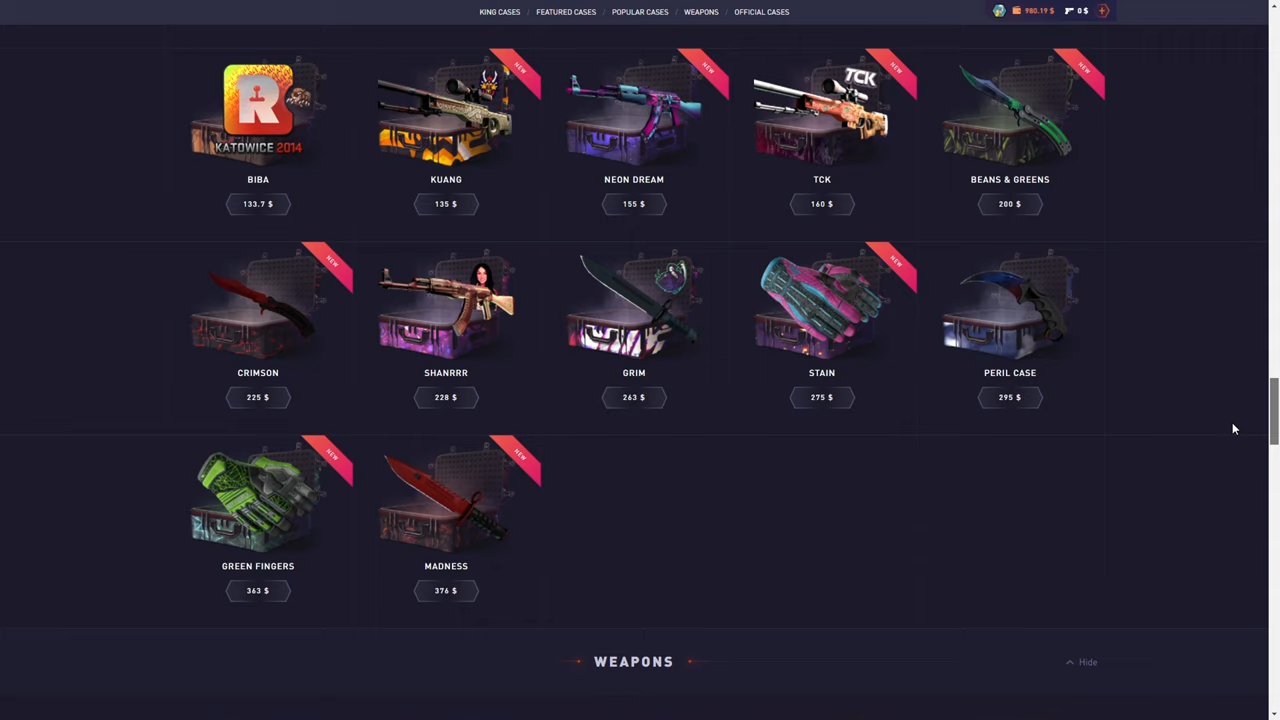 KING CASES / FEATURED CASES / POPULAR CASES / WEAPONS / OFFICIAL CASES
980.19 $ 0 $ +
NEW NEW NEW NEW
R
KATOWICE 2014
TCK
BIBA KUANG NEON DREAM TCK BEANS & GREENS
133.7 $ 135 $ 155 $ 160 $ 200 $
NEW NEW
CRIMSON SHANRRR GRIM STAIN PERIL CASE
225 $ 228 $ 263 $ 275 $ 295 $
NEW NEW
GREEN FINGERS MADNESS
363 $ 376 $
WEAPONS
Hide